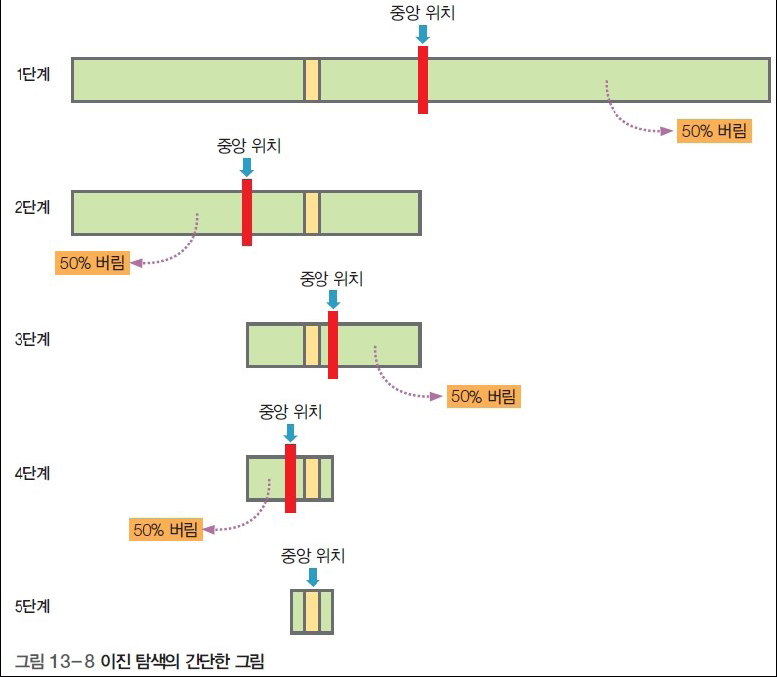 중앙 위치
1단계
50% 버림
중앙 위치
2단계
50% 버림
중앙 위치
3단계
50% 버림
중앙 위치
4단계
50% 버림
중앙 위치
5단계
그림 13-8 이진 탐색의 간단한 그림